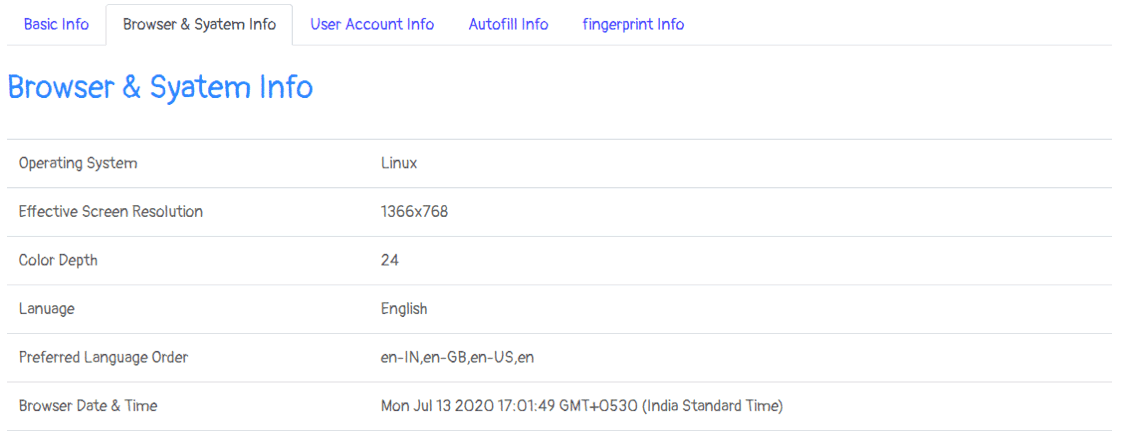 Basic Info Browser & Syatem Info User Account Info Autofill Info fingerprint Info
Browser & Syatem Info
Operating System Linux
Effective Screen Resolution 1366x768
Color Depth 24
Lanuage English
Preferred Language Order en-IN,en-GB,en-US,en
Browser Date & Time Mon Jul 13 2020 17:01:49 GMT+0530 (India Standard Time)